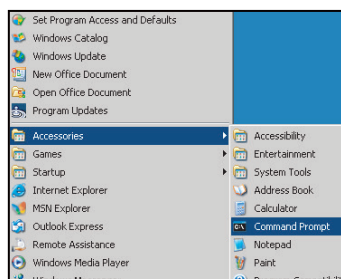 Set Program Access and Defaults
Windows Catalog
Windows Update
New Office Document
Open Office Document
Program Updates
Accessories
Games
Startup
Internet Explorer
MSN Explorer
Outlook Express
Remote Assistance
Windows Media Player
Accessibility
Entertainment
System Tools
Address Book
Calculator
Command Prompt
Notepad
Paint